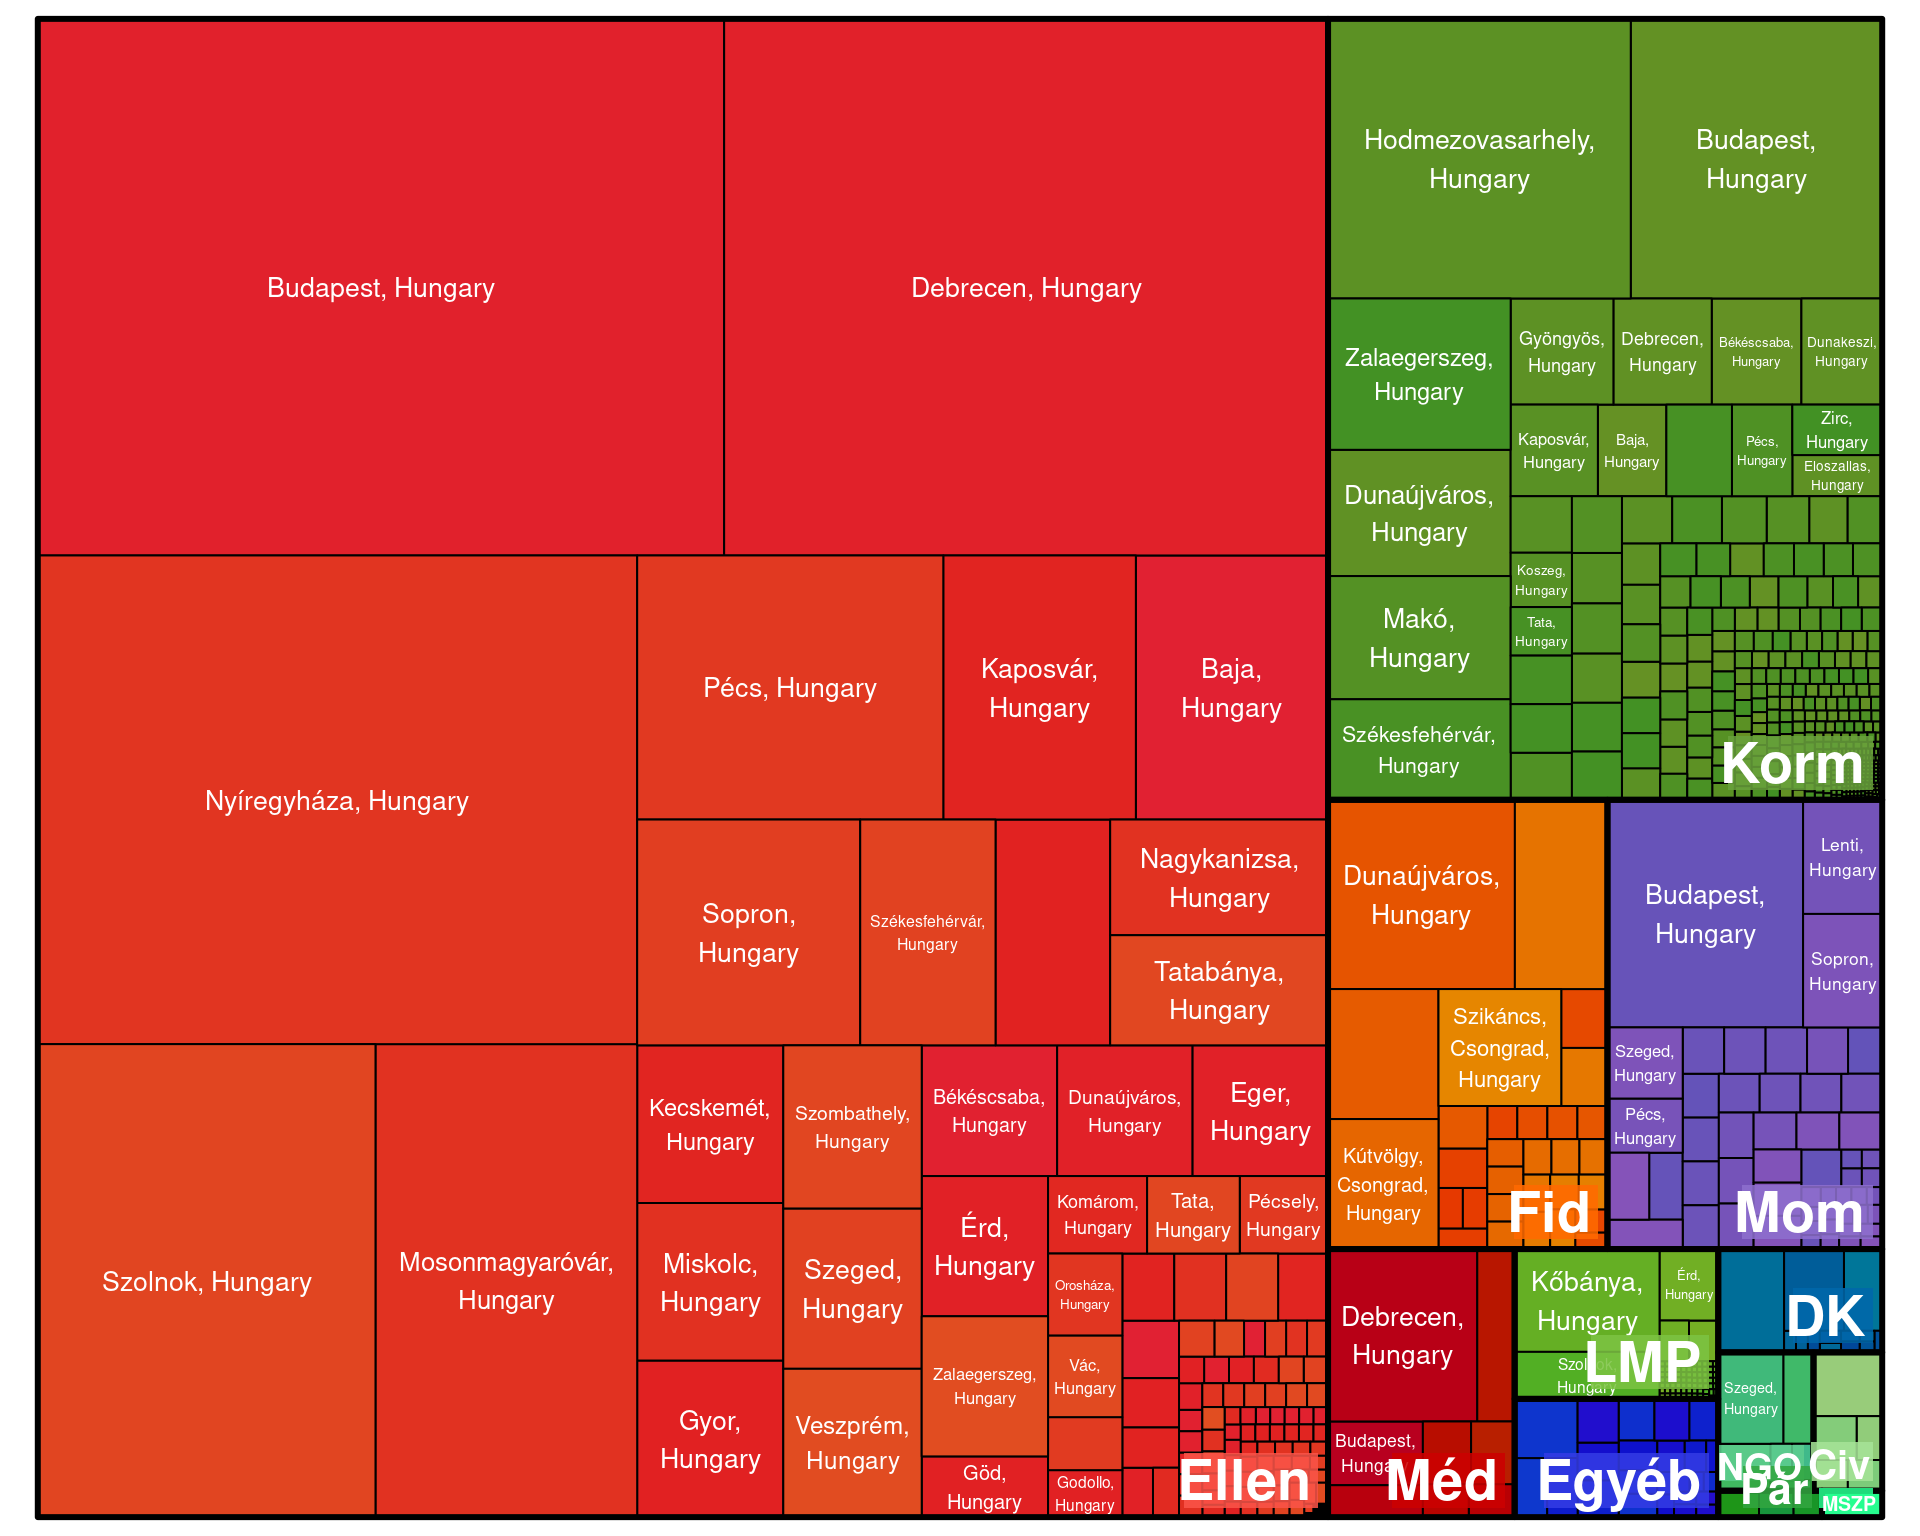 Budapest, Hungary
Debrecen, Hungary
Nyíregyháza, Hungary
Pécs, Hungary
Kaposvár,
Hungary
Baja,
Hungary
Sopron,
Hungary
Székesfehérvár,
Hungary
Nagykanizsa,
Hungary
Tatabánya,
Hungary
Szolnok, Hungary
Mosonmagyaróvár,
Hungary
Kecskemét,
Hungary
Miskolc,
Hungary
Gyor,
Hungary
Szombathely,
Hungary
Szeged,
Hungary
Veszprém,
Hungary
Békéscsaba,
Hungary
Dunaújváros,
Hungary
Eger,
Hungary
Érd,
Hungary
Zalaegerszeg,
Hungary
Göd,
Hungary
Komárom,
Hungary
Tata,
Hungary
Pécsely,
Hungary
Orosháza,
Hungary
Vác,
Hungary
Godollo,
Hungary
Ellen
Hodmezovasarhely,
Hungary
Budapest,
Hungary
Zalaegerszeg,
Hungary
Dunaújváros,
Hungary
Makó,
Hungary
Székesfehérvár,
Hungary
Gyöngyös,
Hungary
Debrecen,
Hungary
Békéscsaba,
Hungary
Dunakeszi,
Hungary
Kaposvár,
Hungary
Baja,
Hungary
Pécs,
Hungary
Zirc,
Hungary
Eloszallas,
Hungary
Koszeg,
Hungary
Tata,
Hungary
Korm
Dunaújváros,
Hungary
Szikáncs,
Csongrad,
Hungary
Kútvölgy,
Csongrad,
Hungary
Fid
Budapest,
Hungary
Lenti,
Hungary
Sopron,
Hungary
Szeged,
Hungary
Pécs,
Hungary
Mom
Debrecen,
Hungary
Budapest,
Hungary
Méd
Kőbánya,
Hungary
Érd,
Hungary
Szolnok,
Hungary
LMP
Egyéb
DK
Szeged,
Hungary
NGO
Civ
Pár
MSZP